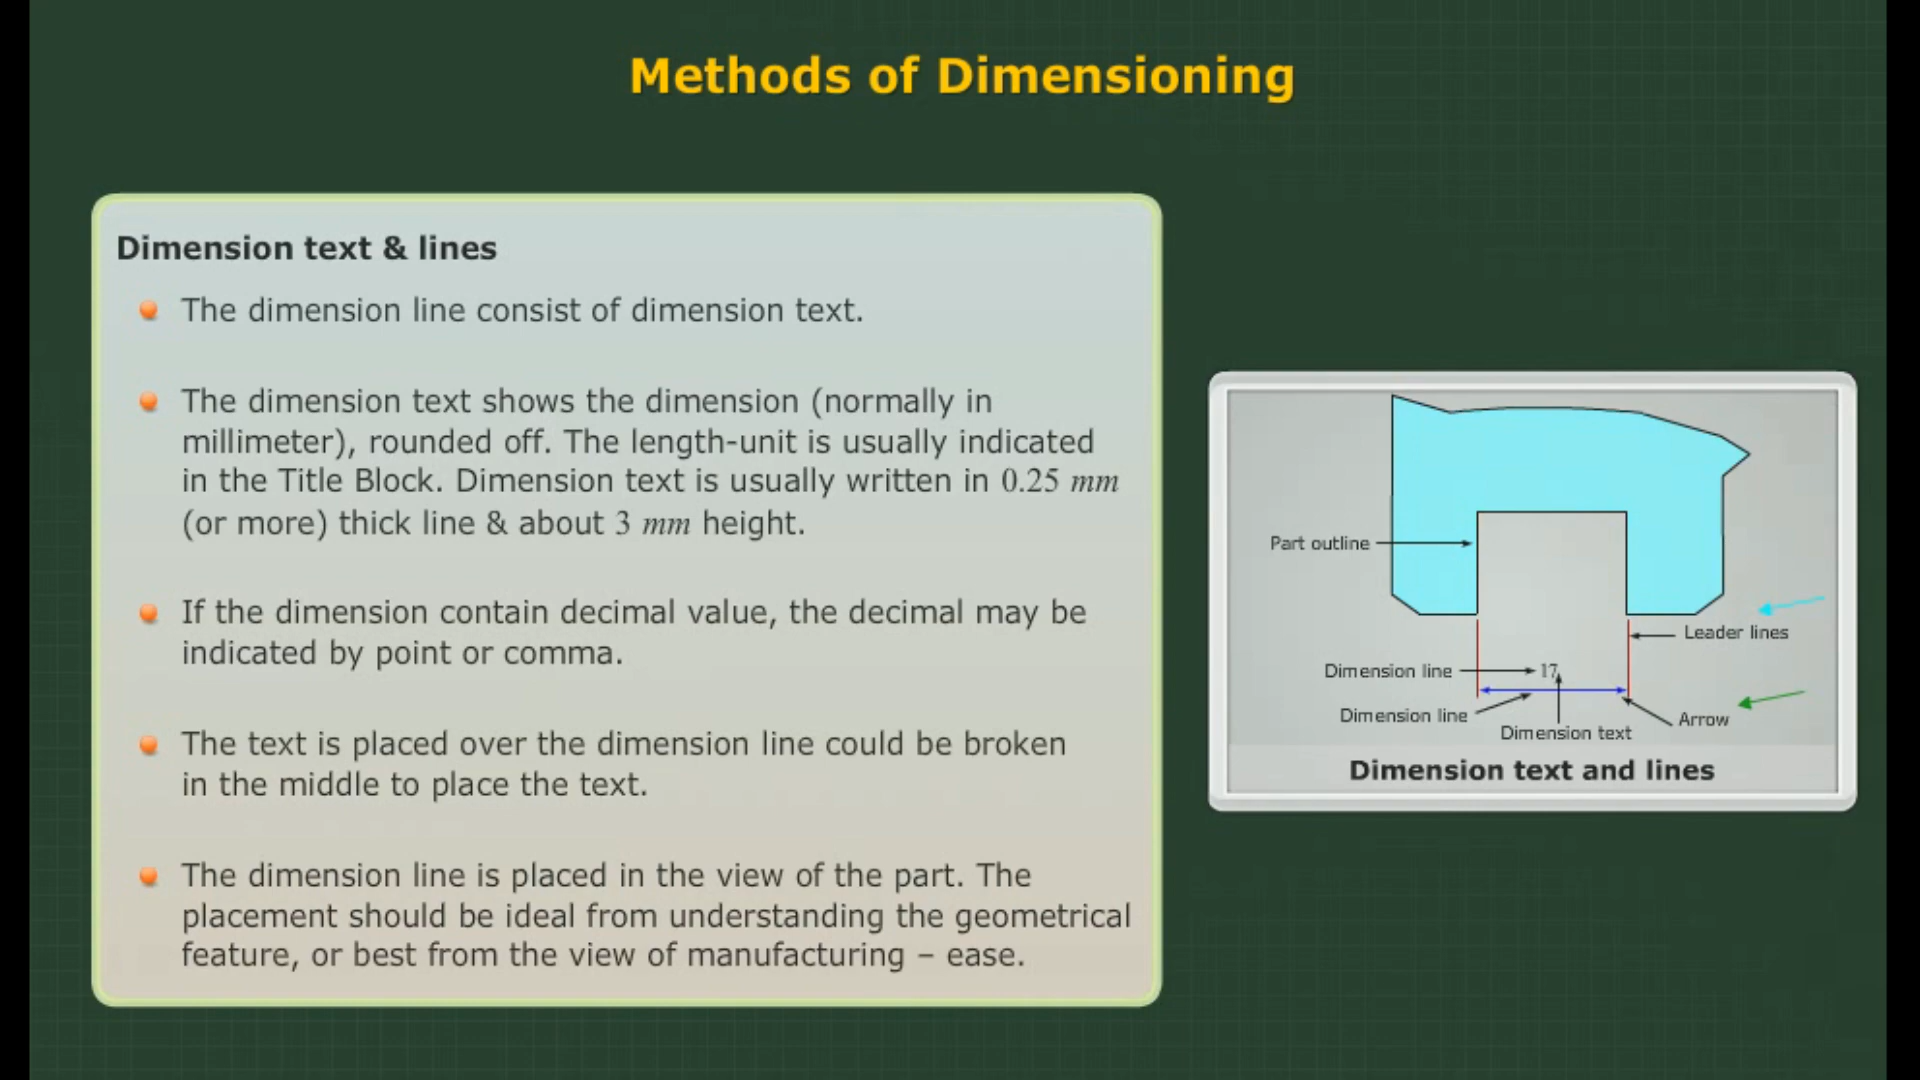 Methods of Dimensioning
Dimension text & lines
The dimension line consist of dimension text.
The dimension text shows the dimension (normally in
millimeter), rounded off. The length-unit is usually indicated
in the Title Block. Dimension text is usually written in 0.25 mm
(or more) thick line & about 3 mm height.
If the dimension contain decimal value, the decimal may be
indicated by point or comma.
The text is placed over the dimension line could be broken
in the middle to place the text.
The dimension line is placed in the view of the part. The
placement should be ideal from understanding the geometrical
feature, or best from the view of manufacturing – ease.
Part outline
Leader lines
Dimension line
17
Dimension line
Arrow
Dimension text
Dimension text and lines